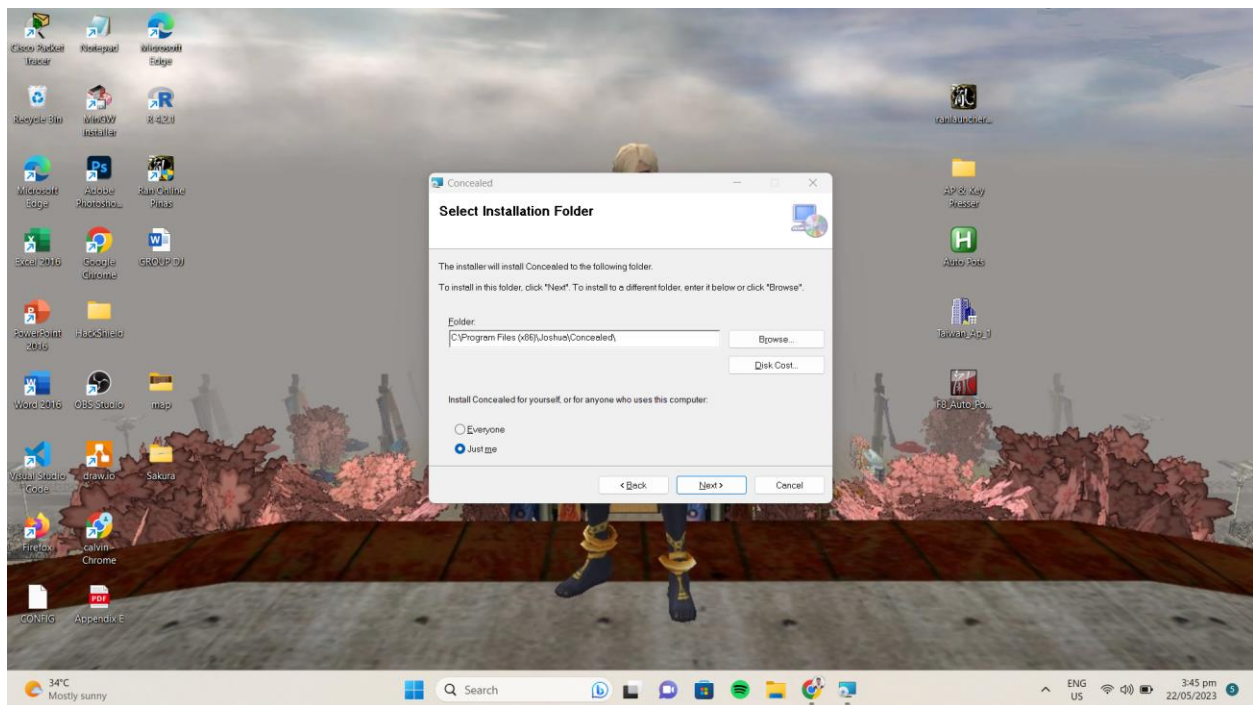 Cisco Packet
Tracer
Notepad
Microsoft
Edge
Recycle Bin
MinGW
Installer
R 4.2.1
Microsoft
Edge
Adobe
Photosho...
Ran Online
Pinas
Excel 2016
Google
Chrome
GROUP DJ
PowerPoint
2016
HackShield
Word 2016
OBS Studio
map
Visual Studio
Code
draw.io
Sakura
Firefox
calvin -
Chrome
CONFIG
Appendix E
ranlauncher...
AP & Key
Presser
Auto Pots
Taiwan_Ap_1
F8_Auto_Po...
Concealed
Select Installation Folder
The installer will install Concealed to the following folder.
To install in this folder, click "Next". To install to a different folder, enter it below or click "Browse".
Folder:
C:\Program Files (x86)\Joshua\Concealed\
Browse...
Disk Cost...
Install Concealed for yourself, or for anyone who uses this computer:
Everyone
Just me
< Back
Next >
Cancel
34°C
Mostly sunny
Search
ENG
US
3:45 pm
22/05/2023
5